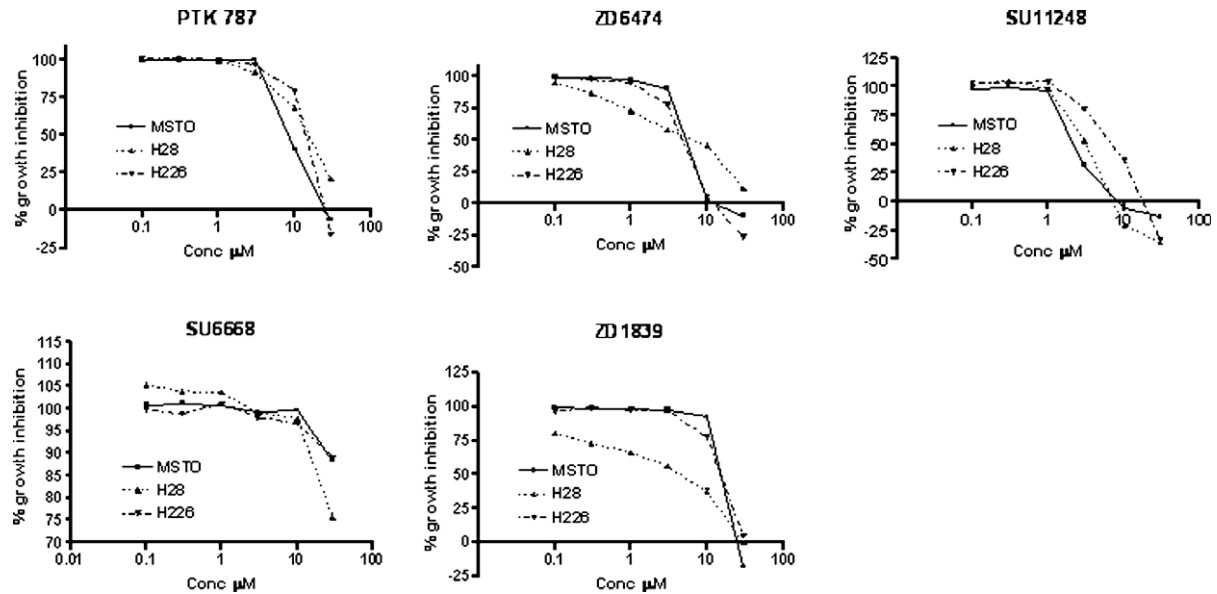 PTK 787
% growth inhibition
100
75
50
25
0
-25
MSTO
H28
H226
0.1
1
10
100
Conc µM
ZD6474
% growth inhibition
100
75
50
25
0
-25
-50
MSTO
H28
H226
0.1
1
10
100
Conc µM
SU11248
% growth inhibition
125
100
75
50
25
0
-25
-50
MSTO
H28
H226
0.1
1
10
100
Conc µM
SU6668
% growth inhibition
115
110
105
100
95
90
85
80
75
70
MSTO
H28
H226
0.01
0.1
1
10
100
Conc µM
ZD1839
% growth inhibition
125
100
75
50
25
0
-25
MSTO
H28
H226
0.1
1
10
100
Conc µM